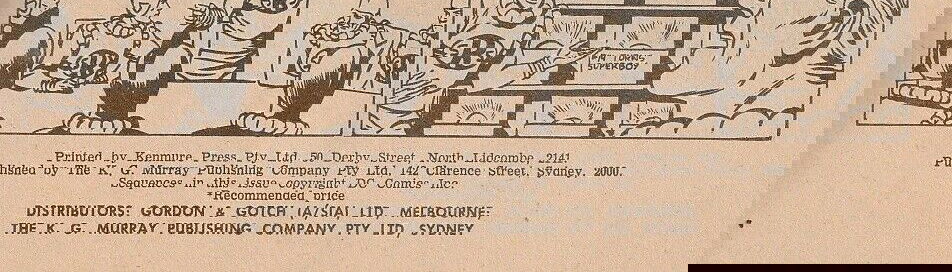 SUPERBOY
Printed by Kenmure Press Pty Ltd 50 Derby Street North Lidcombe 2141
by The K. G. Murray Publishing Company Pty Ltd, 142 Clarence Street, Sydney. 2000.
Sequences in this issue copyright DC Comics Inc
*Recommended price
DISTRIBUTORS: GORDON & GOTCH (A'SIA) LTD MELBOURNE
THE K. G. MURRAY PUBLISHING COMPANY PTY LTD SYDNEY